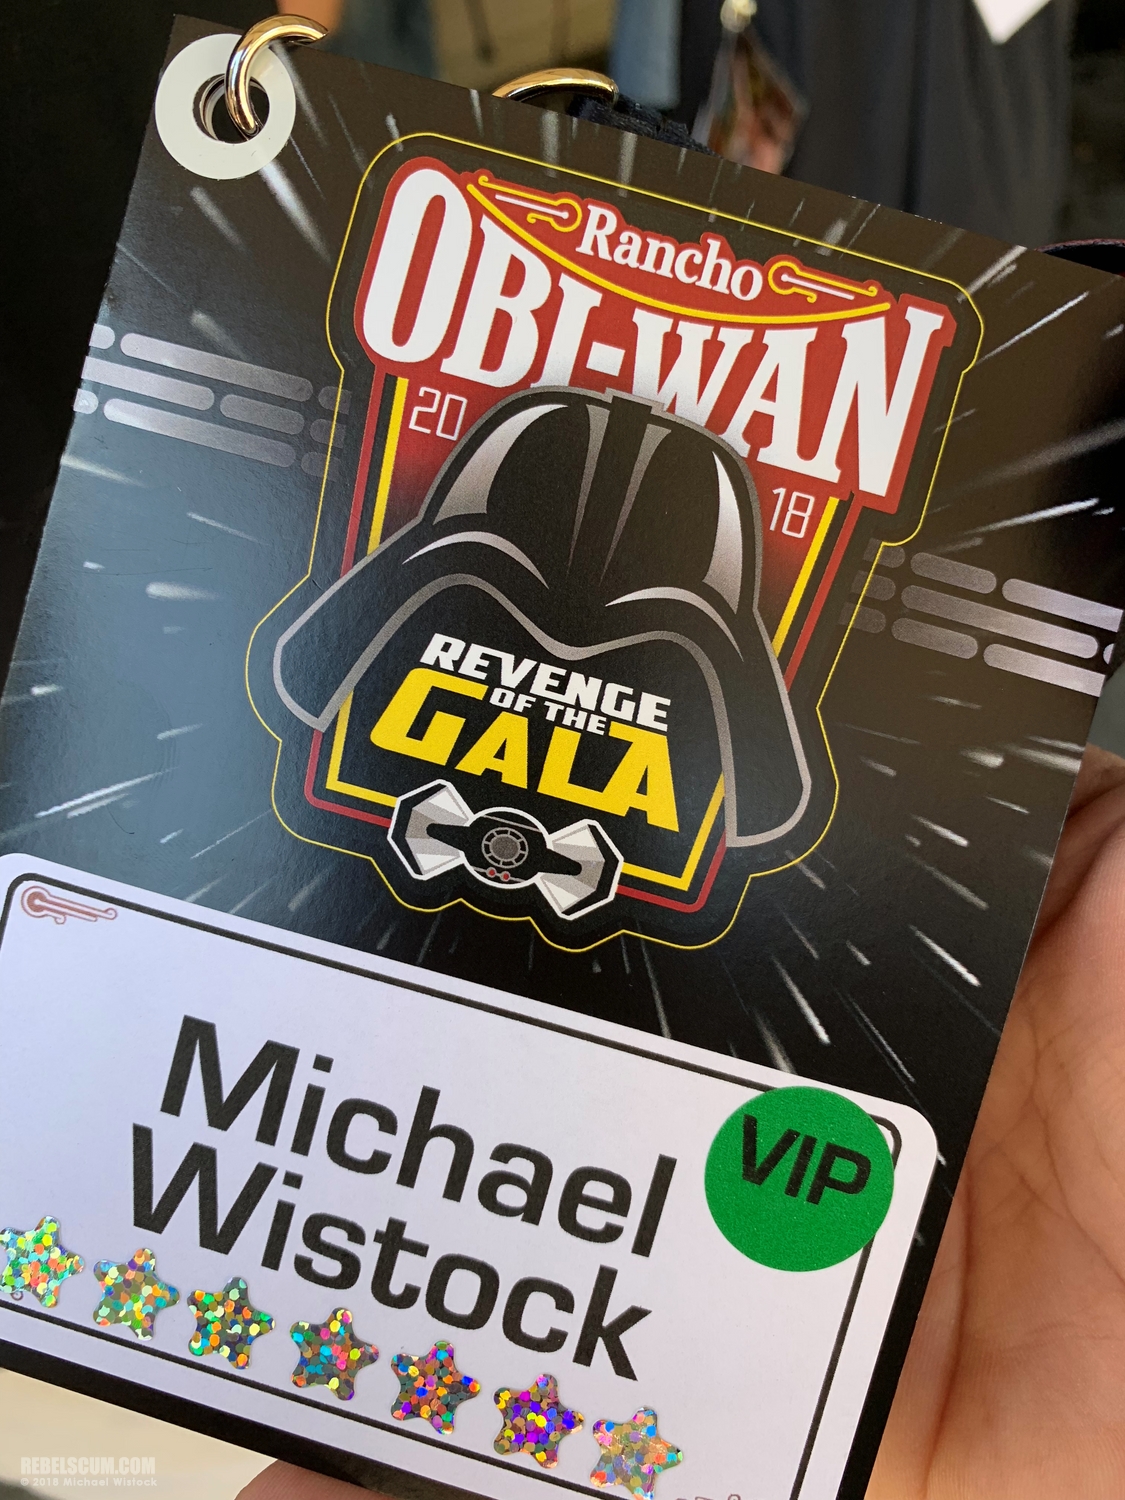 Rancho
OBI-WAN
20 18
REVENGE
OF THE
GALA
Michael
Wistock
VIP
REBELSCUM.COM
© 2018 Michael Wistock